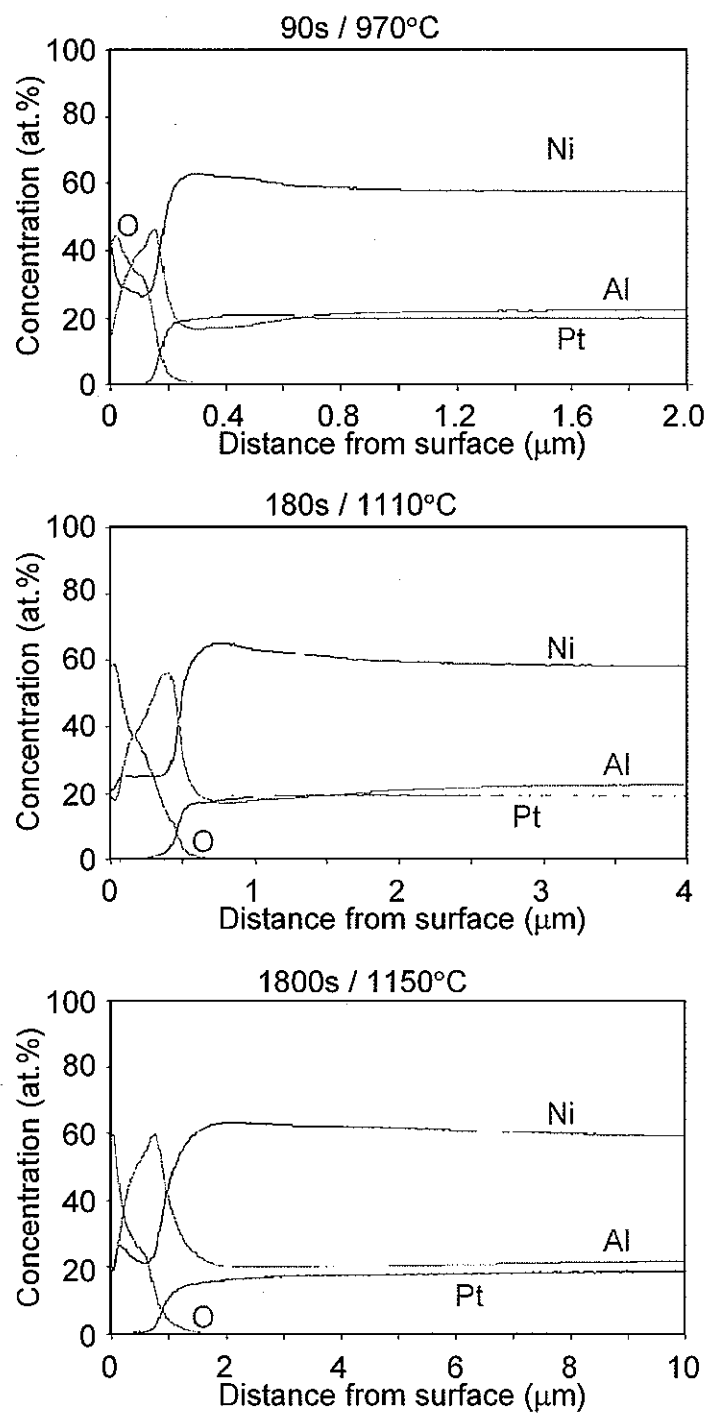 90s / 970°C
Concentration (at.%)
100
80
60
40
20
0
Ni
O
Al
Pt
0 0.4 0.8 1.2 1.6 2.0
Distance from surface (μm)
180s / 1110°C
Concentration (at.%)
100
80
60
40
20
0
Ni
Al
Pt
O
0 1 2 3 4
Distance from surface (μm)
1800s / 1150°C
Concentration (at.%)
100
80
60
40
20
0
Ni
Al
Pt
O
0 2 4 6 8 10
Distance from surface (μm)